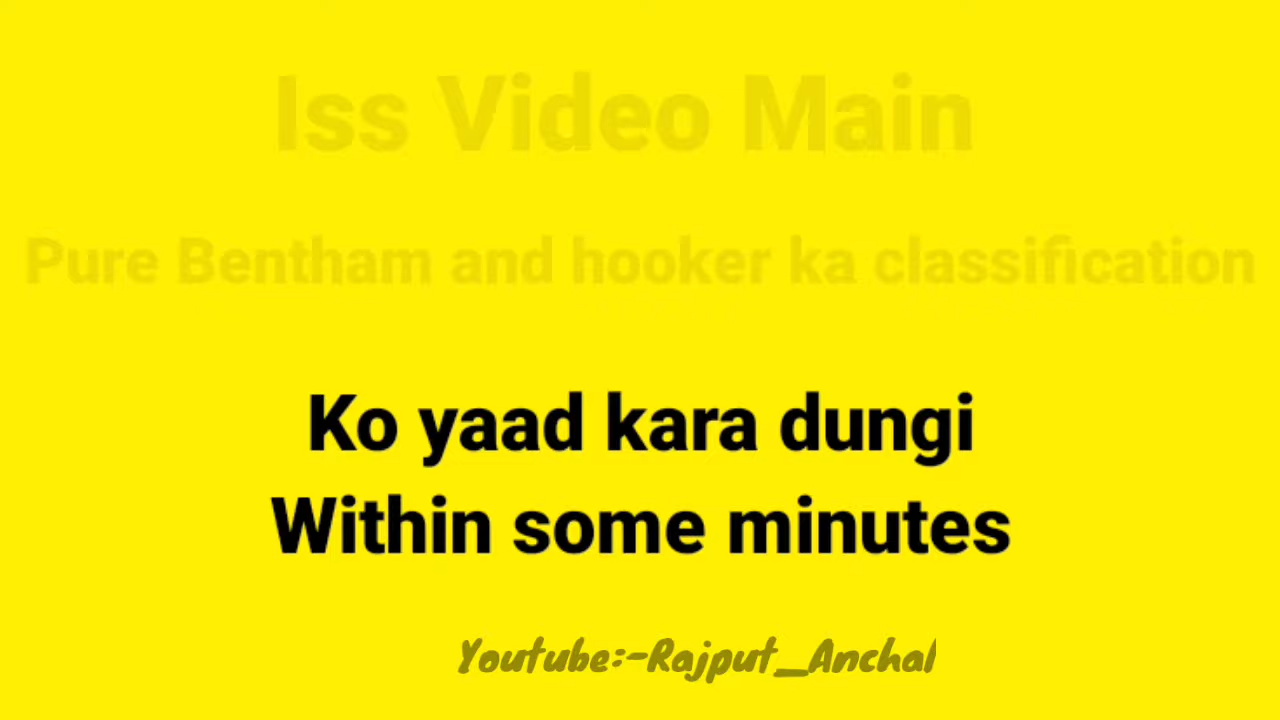 Iss Video Main
Pure Bentham and hooker ka classification
Ko yaad kara dungi
Within some minutes
Youtube:-Rajput_Anchal